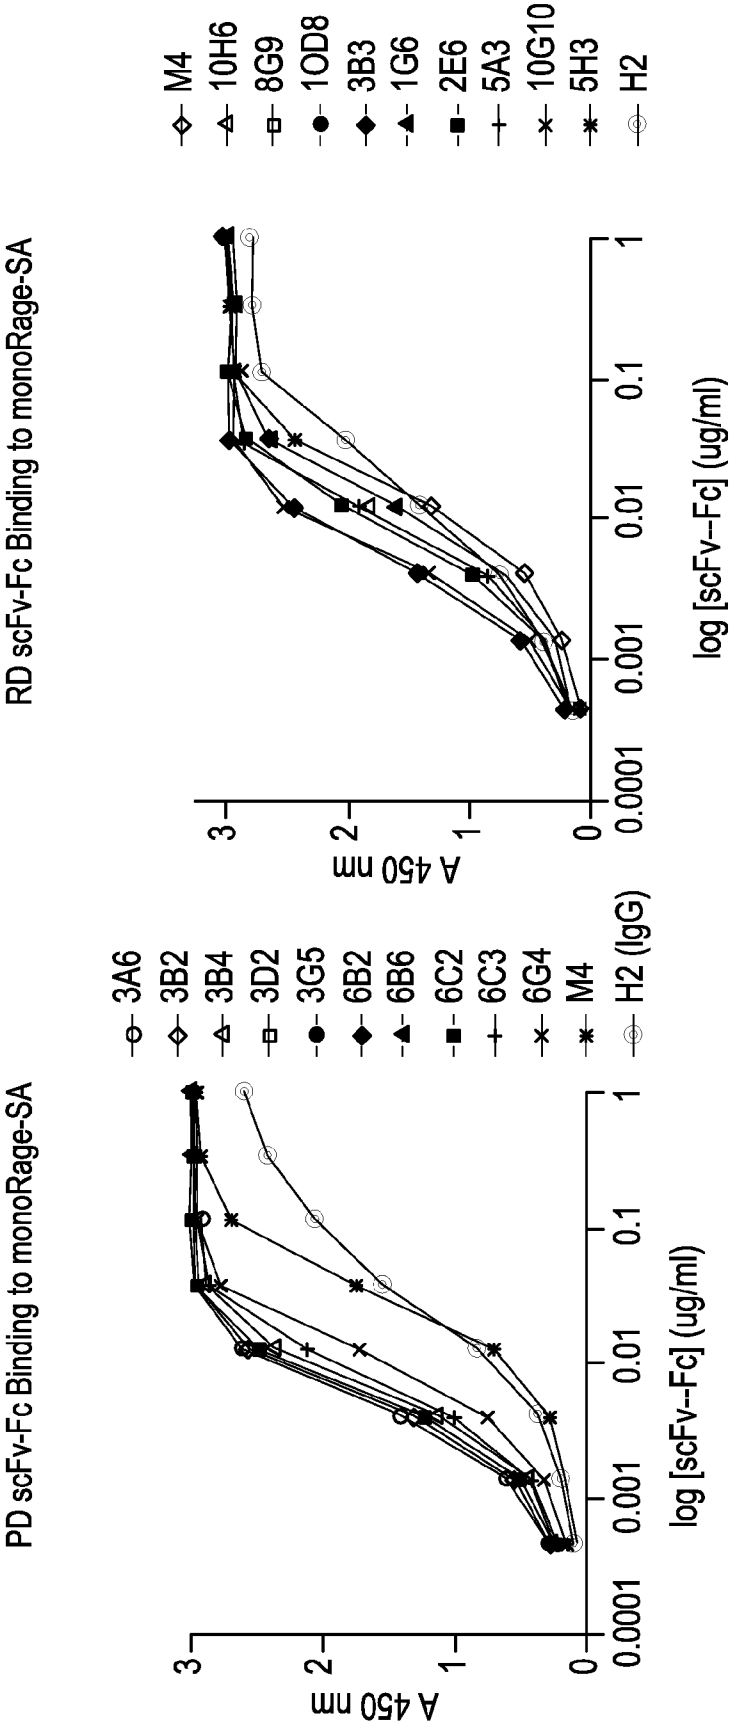 PD scFv-Fc Binding to monoRage-SA
A 450 nm
3
2
1
0
0.0001
0.001
0.01
0.1
1
log [scFv--Fc] (ug/ml)
3A6
3B2
3B4
3D2
3G5
6B2
6B6
6C2
6C3
6G4
M4
H2 (IgG)
RD scFv-Fc Binding to monoRage-SA
A 450 nm
3
2
1
0
0.0001
0.001
0.01
0.1
1
log [scFv--Fc] (ug/ml)
M4
10H6
8G9
1OD8
3B3
1G6
2E6
5A3
10G10
5H3
H2